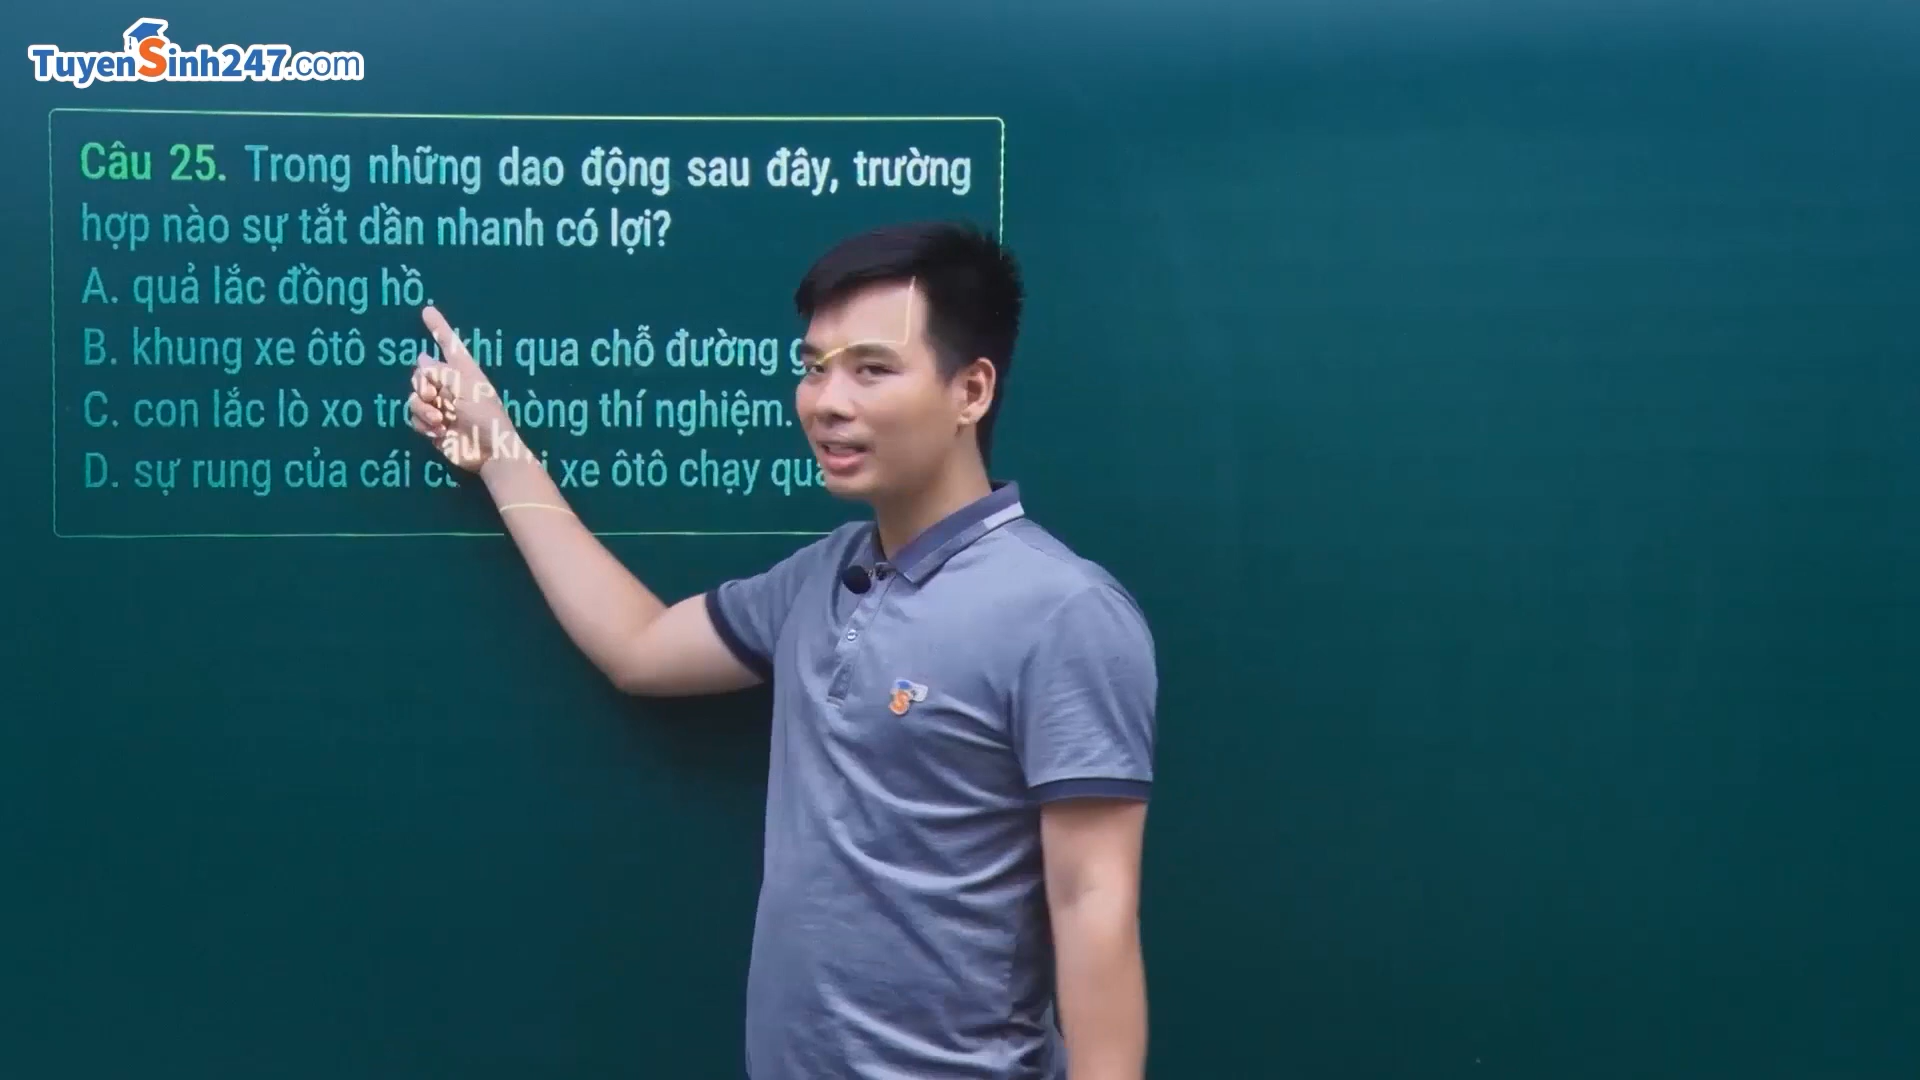 TuyenSinh247.com
Câu 25. Trong những dao động sau đây, trường
hợp nào sự tắt dần nhanh có lợi?
A. quả lắc đồng hồ.
B. khung xe ôtô sau khi qua chỗ đường
C. con lắc lò xo trong phòng thí nghiệm.
D. sự rung của cái xe ôtô chạy qua